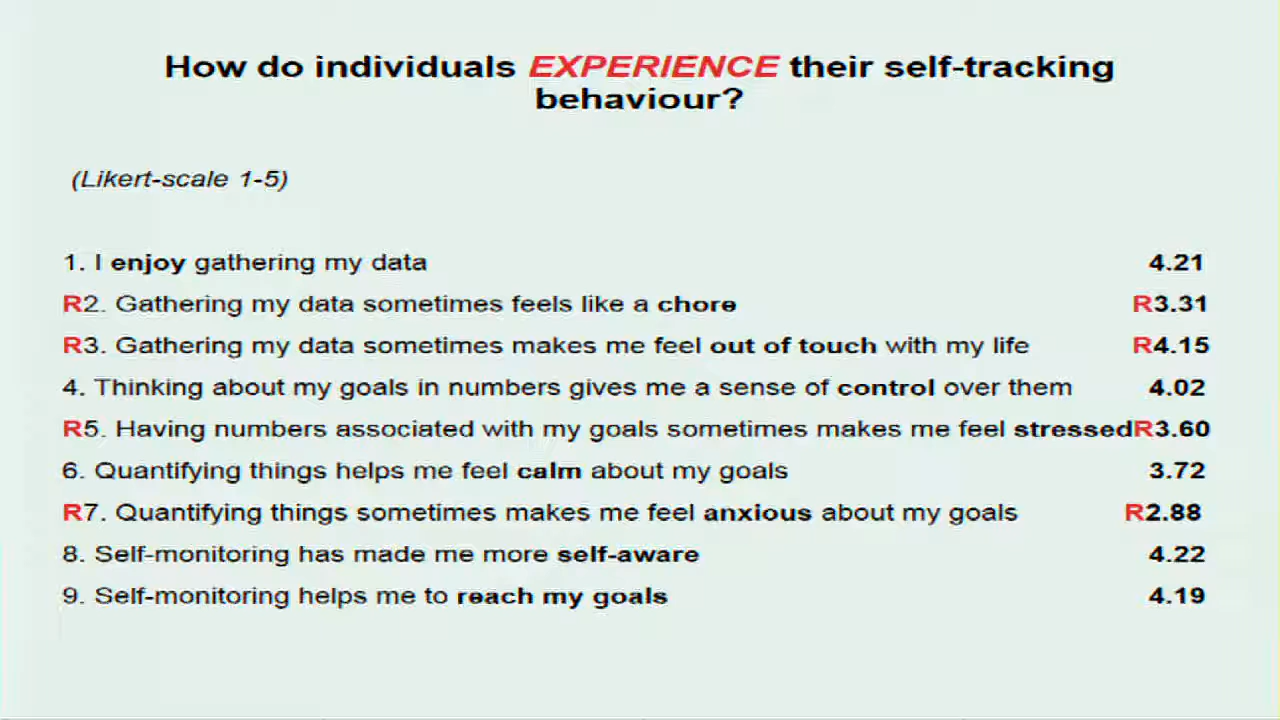 How do individuals EXPERIENCE their self-tracking
behaviour?
(Likert-scale 1-5)
1. I enjoy gathering my data 4.21
R2. Gathering my data sometimes feels like a chore R3.31
R3. Gathering my data sometimes makes me feel out of touch with my life R4.15
4. Thinking about my goals in numbers gives me a sense of control over them 4.02
R5. Having numbers associated with my goals sometimes makes me feel stressed R3.60
6. Quantifying things helps me feel calm about my goals 3.72
R7. Quantifying things sometimes makes me feel anxious about my goals R2.88
8. Self-monitoring has made me more self-aware 4.22
9. Self-monitoring helps me to reach my goals 4.19